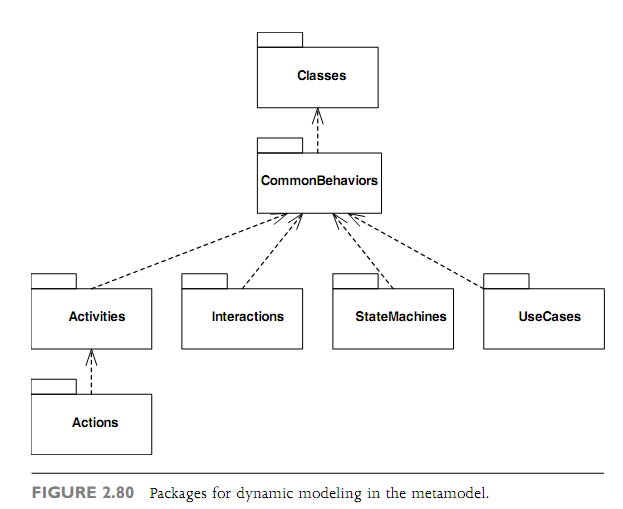 Classes
CommonBehaviors
Activities
Interactions
StateMachines
UseCases
Actions
FIGURE 2.80 Packages for dynamic modeling in the metamodel.